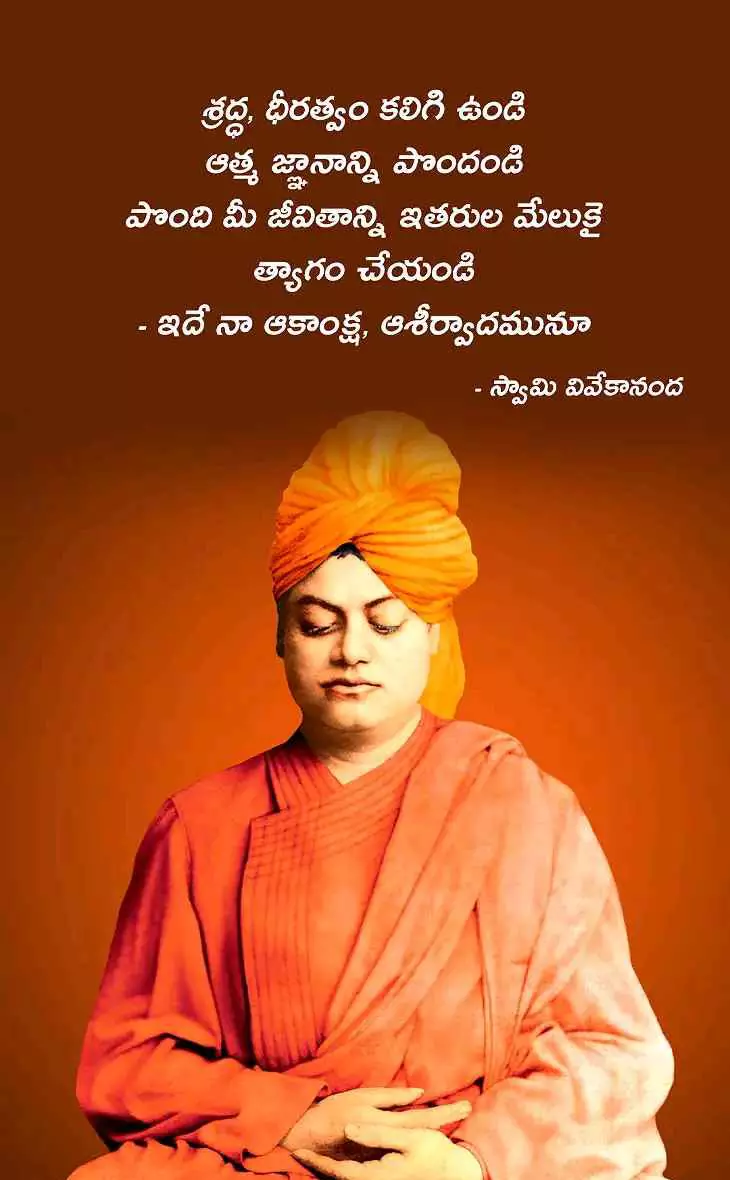 శ్రద్ధ, ధీరత్వం కలిగి ఉండి
ఆత్మ జ్ఞానాన్ని పొందండి
పొంది మీ జీవితాన్ని ఇతరుల మేలుకై
త్యాగం చేయండి
- ఇదే నా ఆకాంక్ష, ఆశీర్వాదమునూ
- స్వామి వివేకానంద